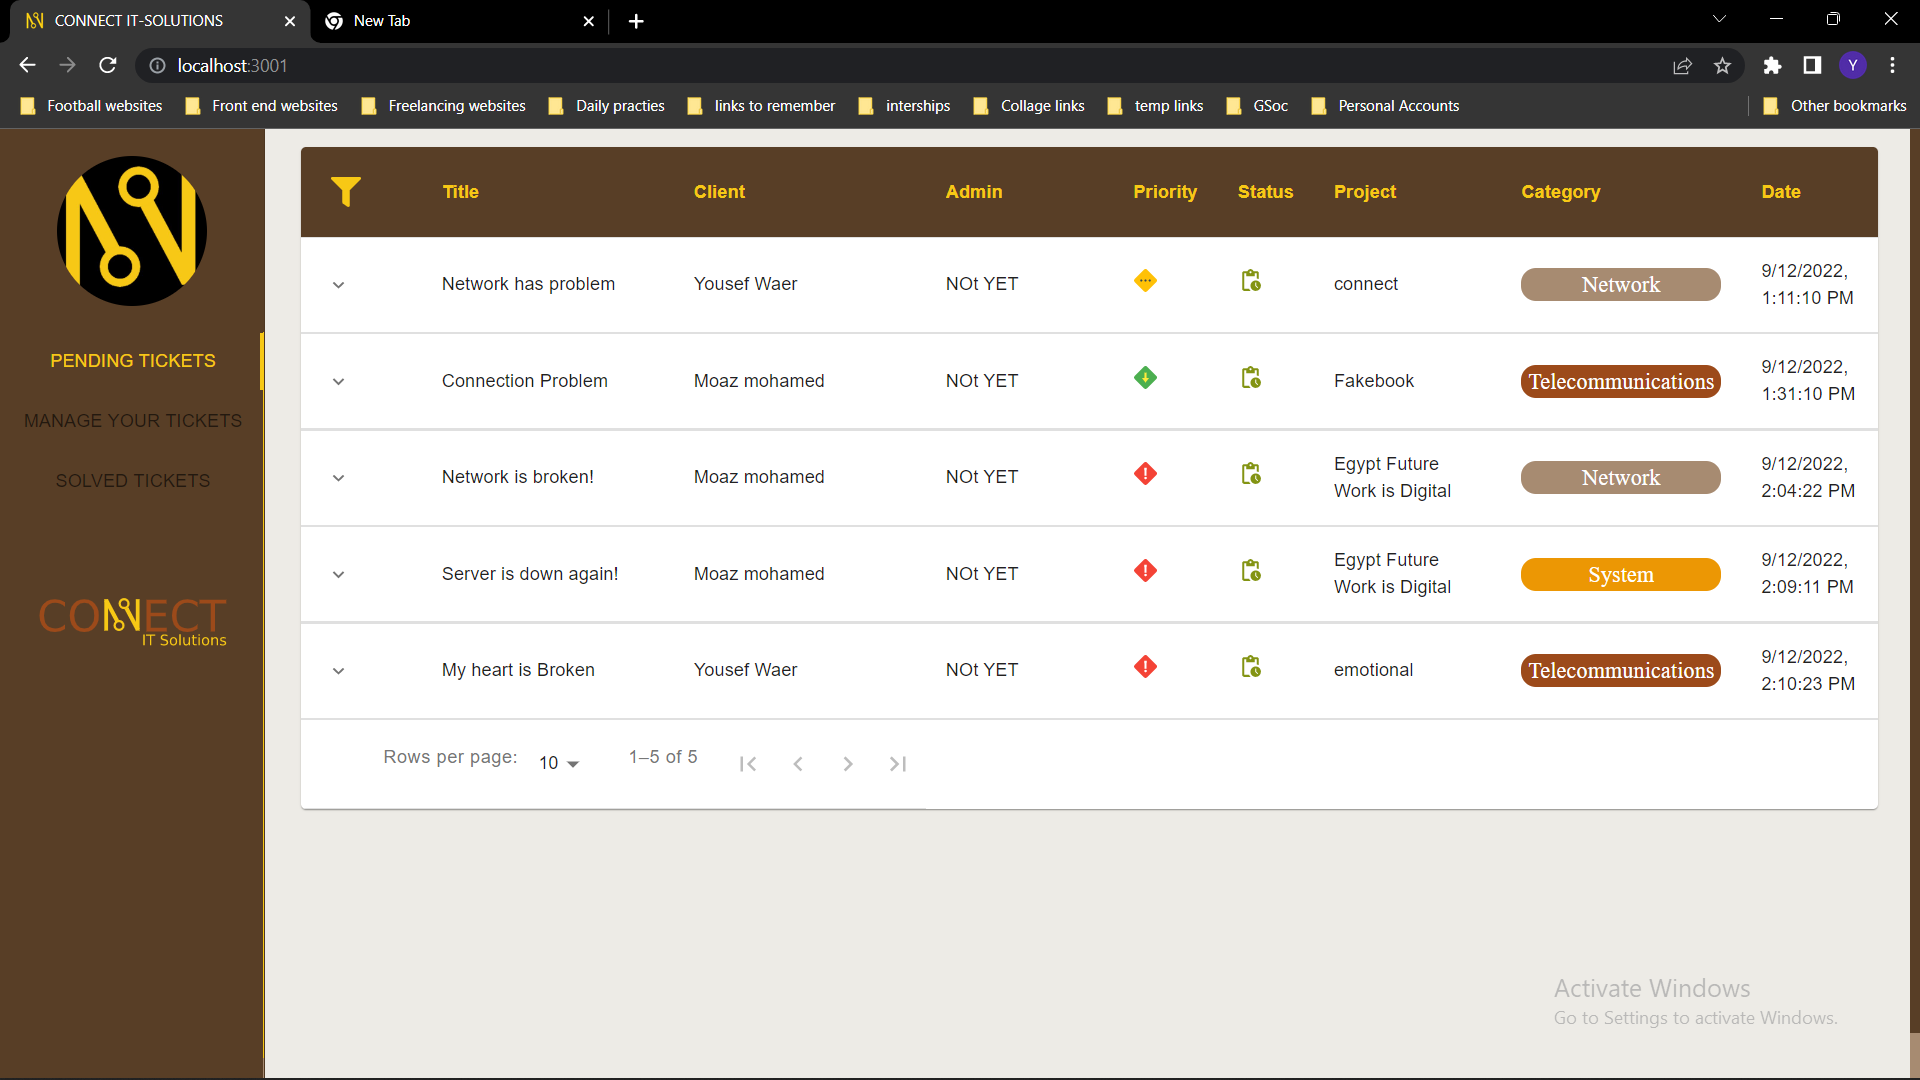 CONNECT IT-SOLUTIONS
New Tab
localhost:3001
Y
Football websites
Front end websites
Freelancing websites
Daily practies
links to remember
interships
Collage links
temp links
GSoc
Personal Accounts
Other bookmarks
PENDING TICKETS
MANAGE YOUR TICKETS
SOLVED TICKETS
CONNECT
IT Solutions
Title Client Admin Priority Status Project Category Date
Network has problem Yousef Waer NOt YET connect Network 9/12/2022,
1:11:10 PM
Connection Problem Moaz mohamed NOt YET Fakebook Telecommunications 9/12/2022,
1:31:10 PM
Network is broken! Moaz mohamed NOt YET Egypt Future Network 9/12/2022,
Work is Digital 2:04:22 PM
Server is down again! Moaz mohamed NOt YET Egypt Future System 9/12/2022,
Work is Digital 2:09:11 PM
My heart is Broken Yousef Waer NOt YET emotional Telecommunications 9/12/2022,
2:10:23 PM
Rows per page: 10 1–5 of 5
Activate Windows
Go to Settings to activate Windows.